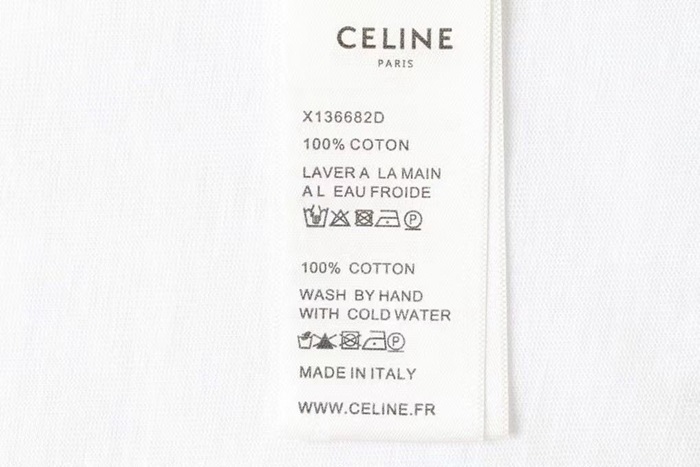 CELINE
PARIS
X136682D
100% COTON
LAVER A LA MAIN
A L EAU FROIDE
P
100% COTTON
WASH BY HAND
WITH COLD WATER
P
MADE IN ITALY
WWW.CELINE.FR